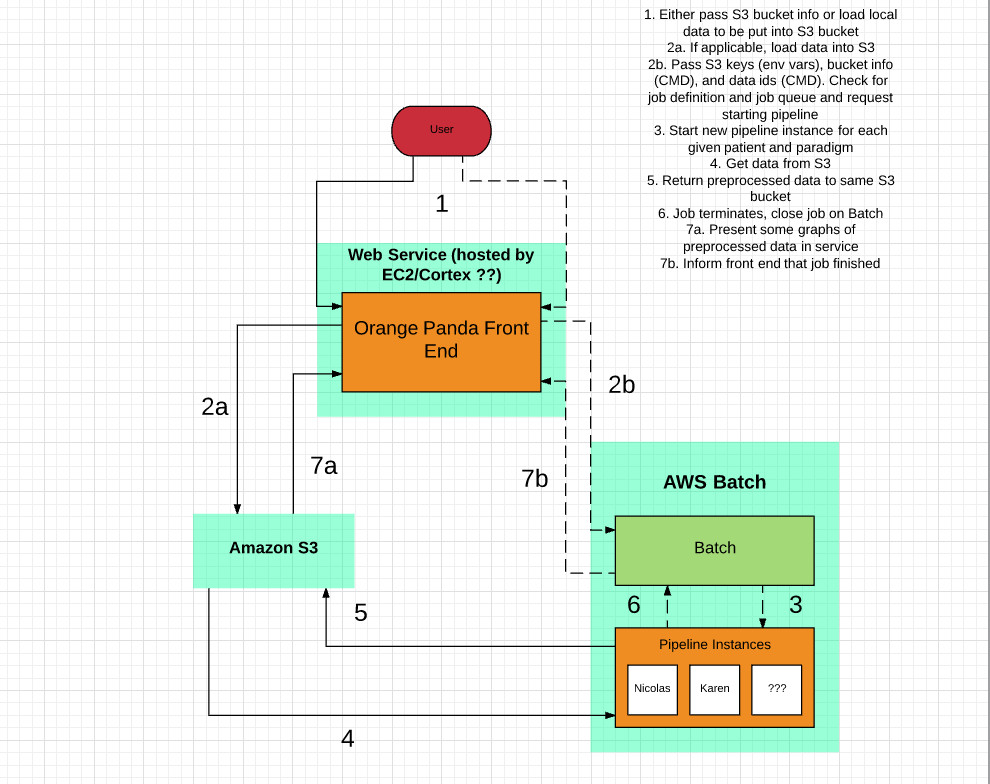 1. Either pass S3 bucket info or load local
data to be put into S3 bucket
2a. If applicable, load data into S3
2b. Pass S3 keys (env vars), bucket info
(CMD), and data ids (CMD). Check for
job definition and job queue and request
starting pipeline
3. Start new pipeline instance for each
given patient and paradigm
4. Get data from S3
5. Return preprocessed data to same S3
bucket
6. Job terminates, close job on Batch
7a. Present some graphs of
preprocessed data in service
7b. Inform front end that job finished
User
1
Web Service (hosted by
EC2/Cortex ??)
Orange Panda Front
End
2a
2b
7a
7b
AWS Batch
Amazon S3
Batch
5
6
3
Pipeline Instances
Nicolas
Karen
???
4